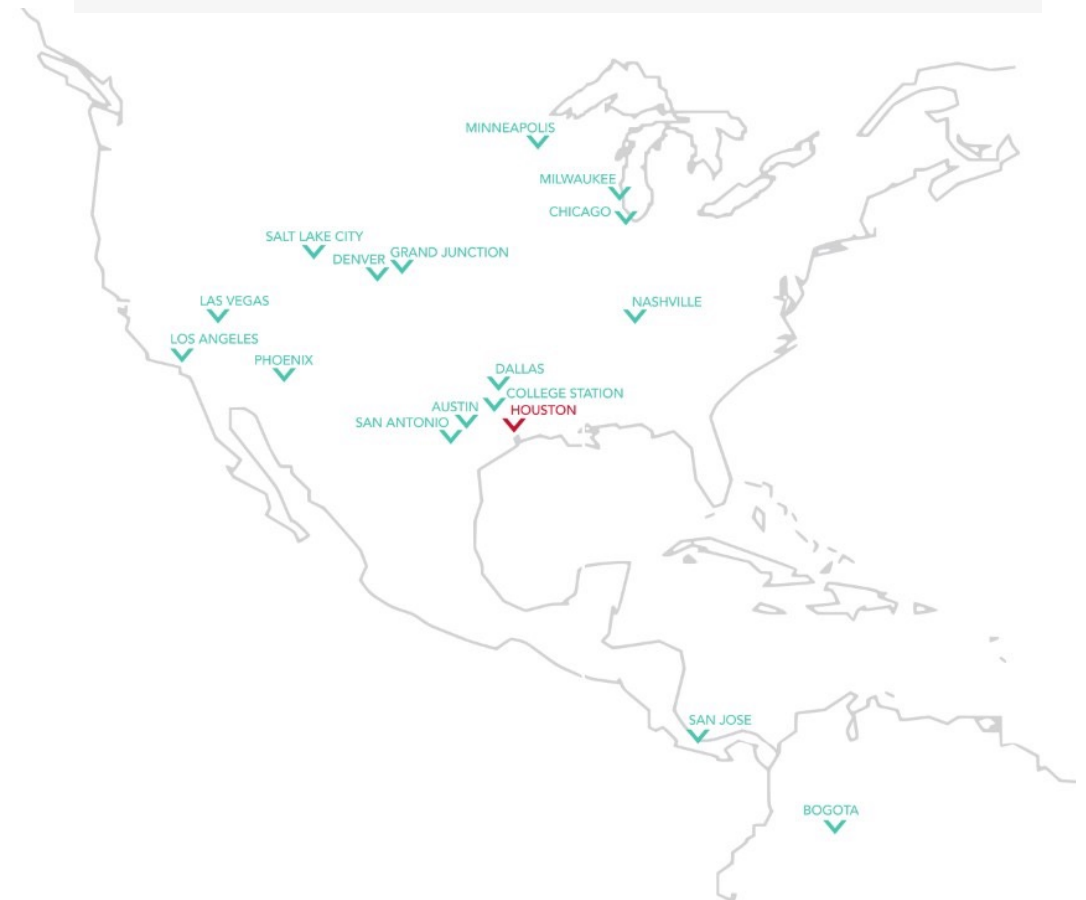 MINNEAPOLIS
MILWAUKEE
CHICAGO
SALT LAKE CITY
GRAND JUNCTION
DENVER
LAS VEGAS
NASHVILLE
LOS ANGELES
PHOENIX
DALLAS
COLLEGE STATION
AUSTIN
HOUSTON
SAN ANTONIO
SAN JOSE
BOGOTA